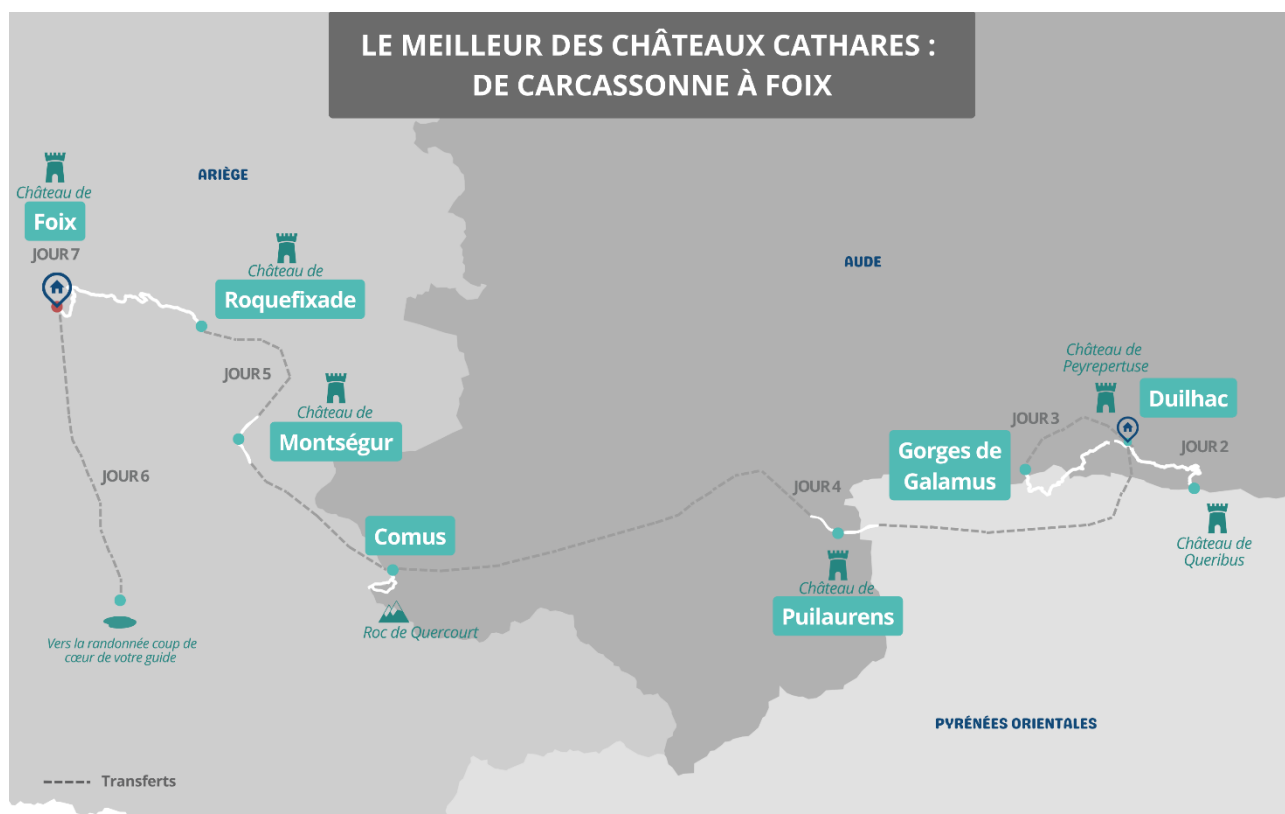 LE MEILLEUR DES CHÂTEAUX CATHARES :
DE CARCASSONNE À FOIX
ARIÈGE
Château de
Foix
JOUR 7
Château de
Roquefixade
AUDE
JOUR 5
Château de
Montségur
Château de
Peyrepertuse
Duilhac
JOUR 3
JOUR 2
Gorges de
Galamus
JOUR 6
JOUR 4
Comus
Château de
Queribus
Château de
Puilaurens
Roc de Quercourt
Vers la randonnée coup de
cœur de votre guide
PYRÉNÉES ORIENTALES
Transferts